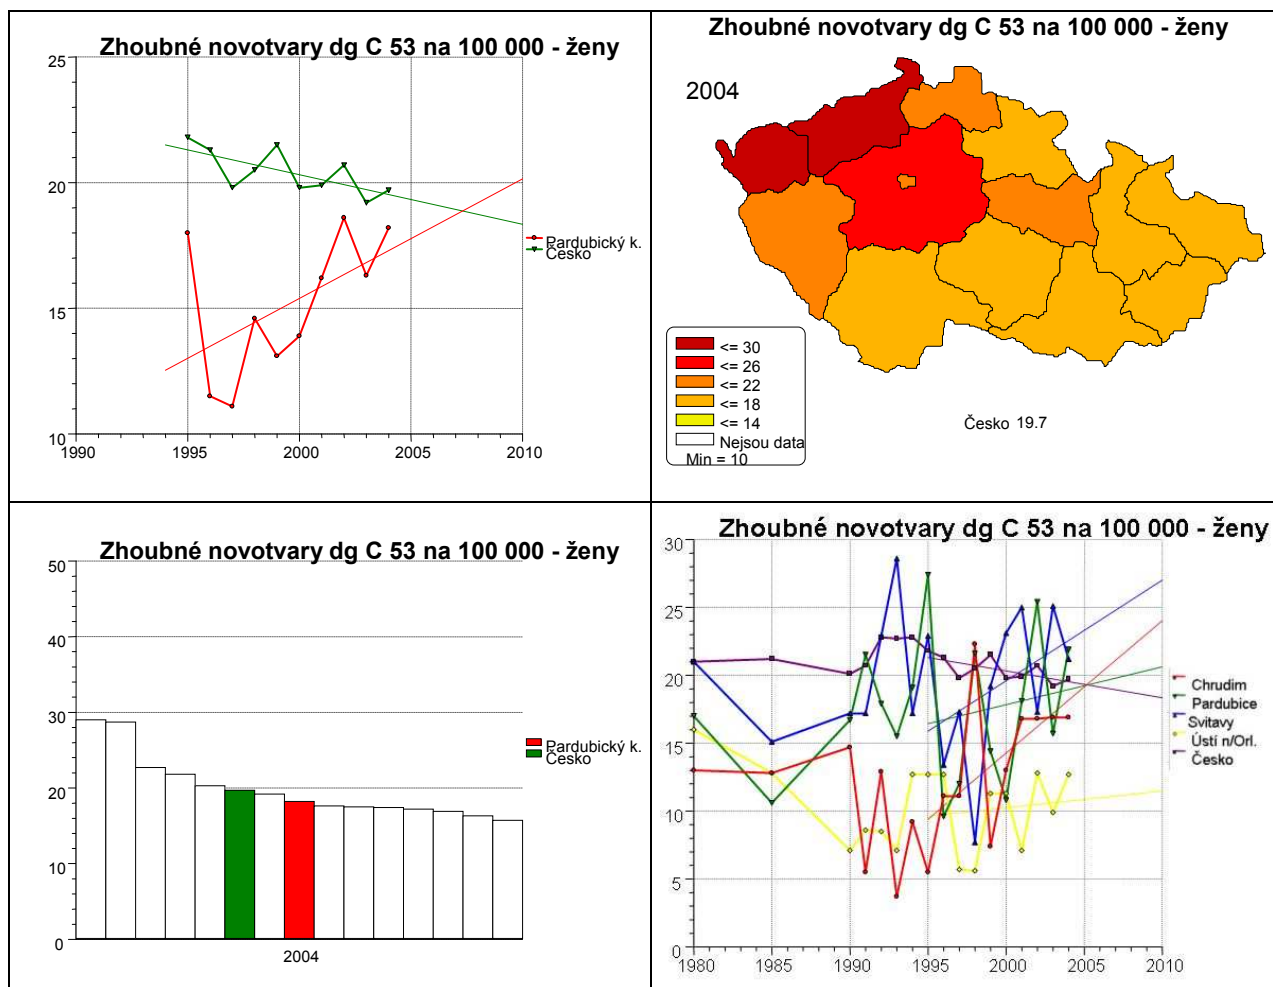 Zhoubné novotvary dg C 53 na 100 000 - ženy
25
20
15
10
1990
1995
2000
2005
2010
Pardubický k.
Česko
Zhoubné novotvary dg C 53 na 100 000 - ženy
2004
<= 30
<= 26
<= 22
<= 18
<= 14
Nejsou data
Min = 10
Česko 19.7
Zhoubné novotvary dg C 53 na 100 000 - ženy
50
40
30
20
10
0
2004
Pardubický k.
Česko
Zhoubné novotvary dg C 53 na 100 000 - ženy
30
25
20
15
10
5
0
1980
1985
1990
1995
2000
2005
2010
Chrudim
Pardubice
Svitavy
Ústí n/Orl.
Česko